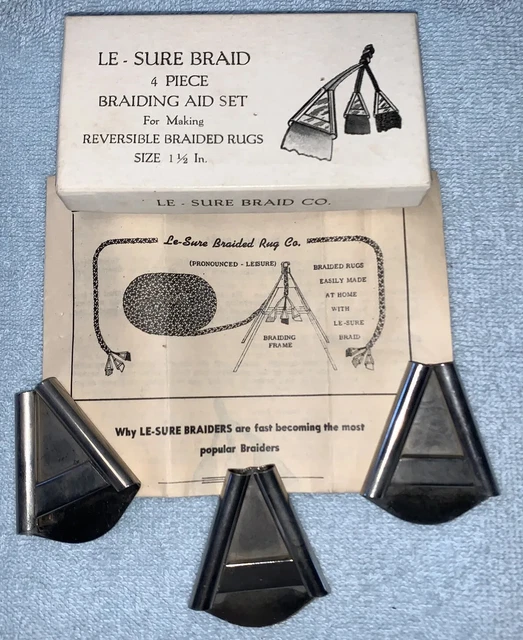 LE - SURE BRAID
4 PIECE
BRAIDING AID SET
For Making
REVERSIBLE BRAIDED RUGS
SIZE 1 ½ In.
LE - SURE BRAID CO.
Le-Sure Braided Rug Co.
(PRONOUNCED - LEISURE)
BRAIDED RUGS
EASILY MADE
AT HOME
WITH
LE-SURE
BRAID
BRAIDING
FRAME
Why LE-SURE BRAIDERS are fast becoming the most
popular Braiders